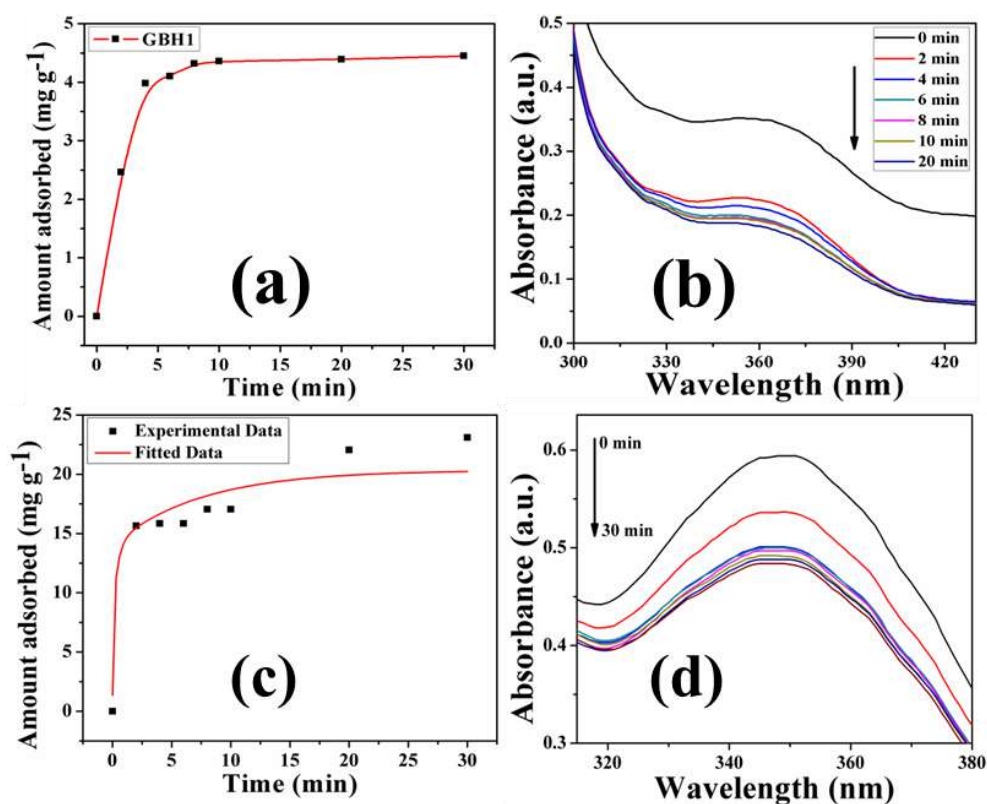 GBH1
Amount adsorbed (mg g⁻¹)
5
4
3
2
1
0
0 5 10 15 20 25 30
Time (min)
(a)
0 min
2 min
4 min
6 min
8 min
10 min
20 min
Absorbance (a.u.)
0.5
0.4
0.3
0.2
0.1
0.0
300 330 360 390 420
Wavelength (nm)
(b)
Experimental Data
Fitted Data
Amount adsorbed (mg g⁻¹)
25
20
15
10
5
0
0 5 10 15 20 25 30
Time (min)
(c)
0 min
30 min
Absorbance (a.u.)
0.6
0.5
0.4
0.3
320 340 360 380
Wavelength (nm)
(d)